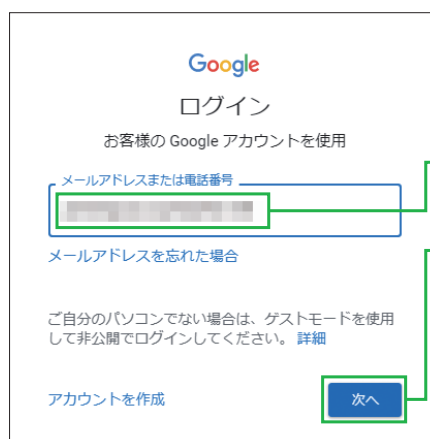 Google
ログイン
お客様の Google アカウントを使用
メールアドレスまたは電話番号
メールアドレスを忘れた場合
ご自分のパソコンでない場合は、ゲストモードを使用
して非公開でログインしてください。 詳細
アカウントを作成
次へ